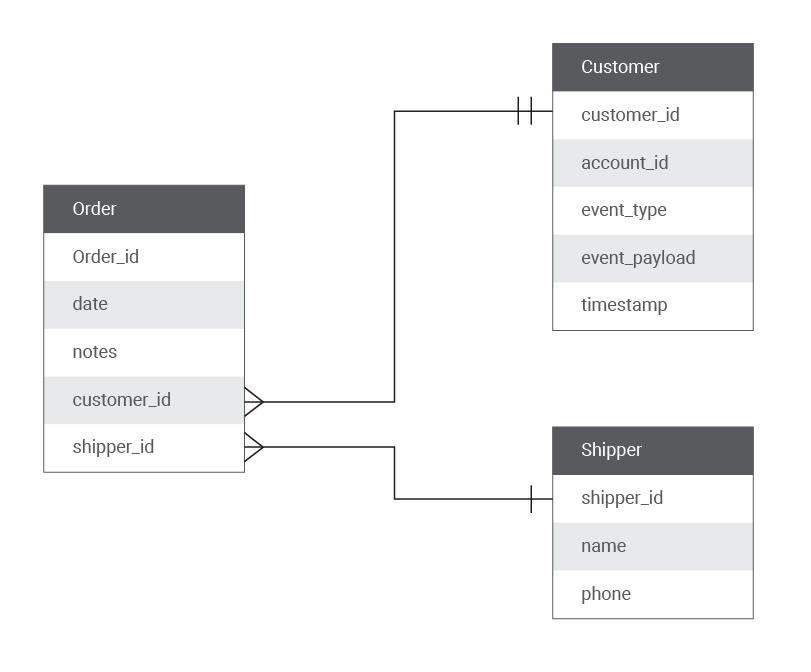 Order
Order_id
date
notes
customer_id
shipper_id
Customer
customer_id
account_id
event_type
event_payload
timestamp
Shipper
shipper_id
name
phone